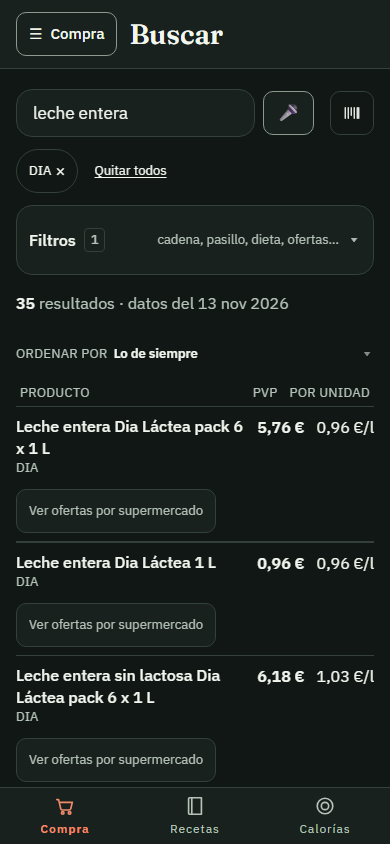 ☰ Compra Buscar
leche entera
DIA × Quitar todos
Filtros 1 cadena, pasillo, dieta, ofertas...
35 resultados · datos del 13 nov 2026
ORDENAR POR Lo de siempre
PRODUCTO PVP POR UNIDAD
Leche entera Dia Láctea pack 6 5,76 € 0,96 €/l
x 1 L
DIA
Ver ofertas por supermercado
Leche entera Dia Láctea 1 L 0,96 € 0,96 €/l
DIA
Ver ofertas por supermercado
Leche entera sin lactosa Dia 6,18 € 1,03 €/l
Láctea pack 6 x 1 L
DIA
Ver ofertas por supermercado
Compra Recetas Calorías